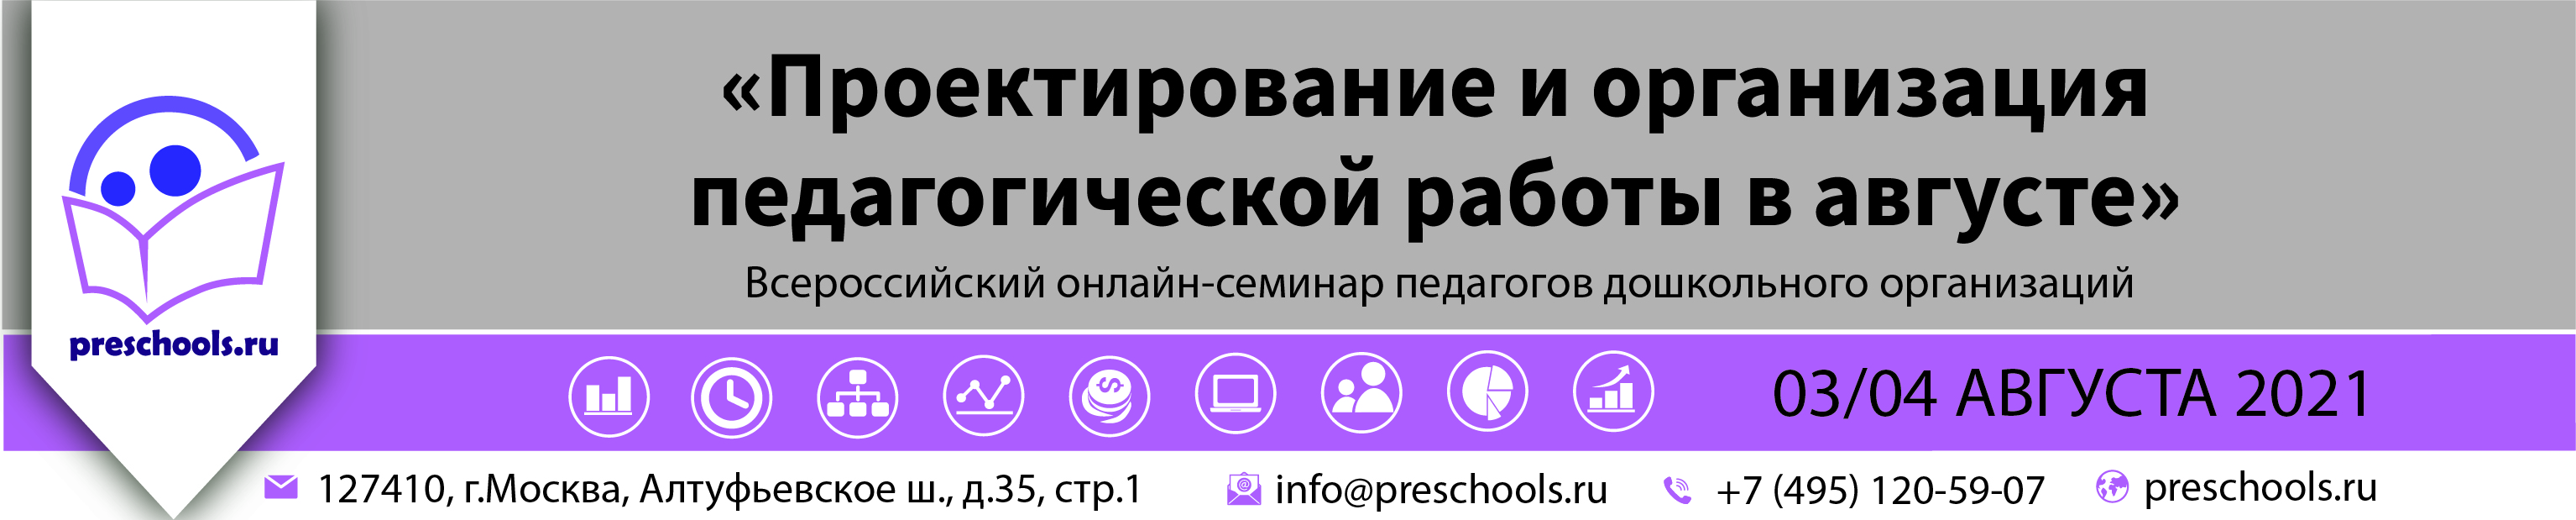 «Проектирование и организация
педагогической работы в августе»
Всероссийский онлайн-семинар педагогов дошкольного организаций
preschools.ru
03/04 АВГУСТА 2021
127410, г.Москва, Алтуфьевское ш., д.35, стр.1 info@preschools.ru +7 (495) 120-59-07 preschools.ru